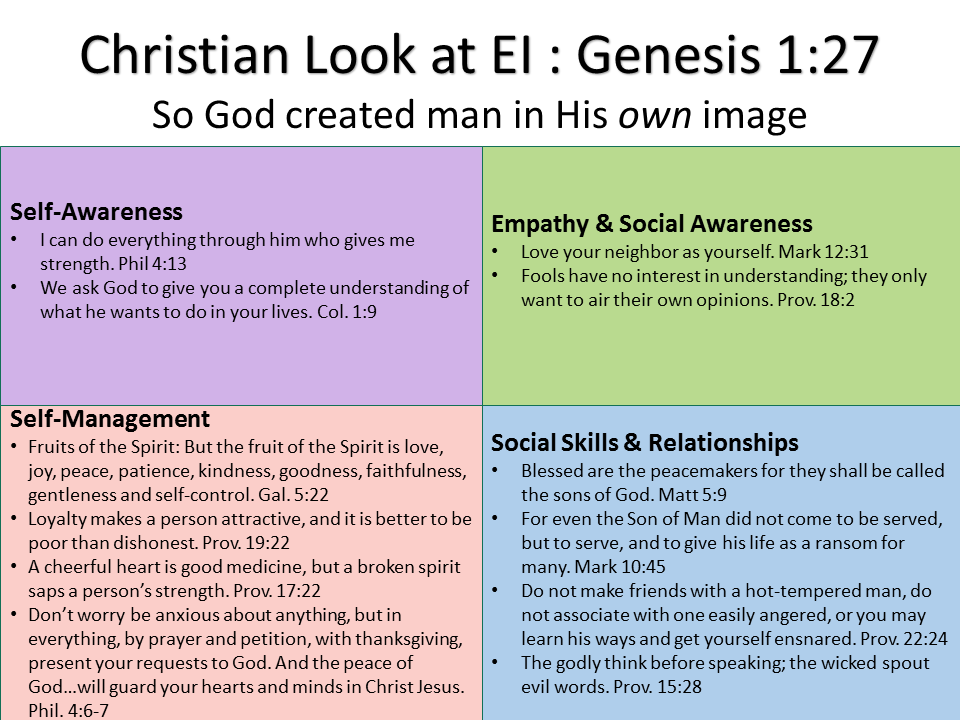 Christian Look at EI : Genesis 1:27
So God created man in His own image
Self-Awareness
• I can do everything through him who gives me
strength. Phil 4:13
• We ask God to give you a complete understanding of
what he wants to do in your lives. Col. 1:9
Empathy & Social Awareness
• Love your neighbor as yourself. Mark 12:31
• Fools have no interest in understanding; they only
want to air their own opinions. Prov. 18:2
Self-Management
• Fruits of the Spirit: But the fruit of the Spirit is love,
joy, peace, patience, kindness, goodness, faithfulness,
gentleness and self-control. Gal. 5:22
• Loyalty makes a person attractive, and it is better to be
poor than dishonest. Prov. 19:22
• A cheerful heart is good medicine, but a broken spirit
saps a person’s strength. Prov. 17:22
• Don’t worry be anxious about anything, but in
everything, by prayer and petition, with thanksgiving,
present your requests to God. And the peace of
God…will guard your hearts and minds in Christ Jesus.
Phil. 4:6-7
Social Skills & Relationships
• Blessed are the peacemakers for they shall be called
the sons of God. Matt 5:9
• For even the Son of Man did not come to be served,
but to serve, and to give his life as a ransom for
many. Mark 10:45
• Do not make friends with a hot-tempered man, do
not associate with one easily angered, or you may
learn his ways and get yourself ensnared. Prov. 22:24
• The godly think before speaking; the wicked spout
evil words. Prov. 15:28